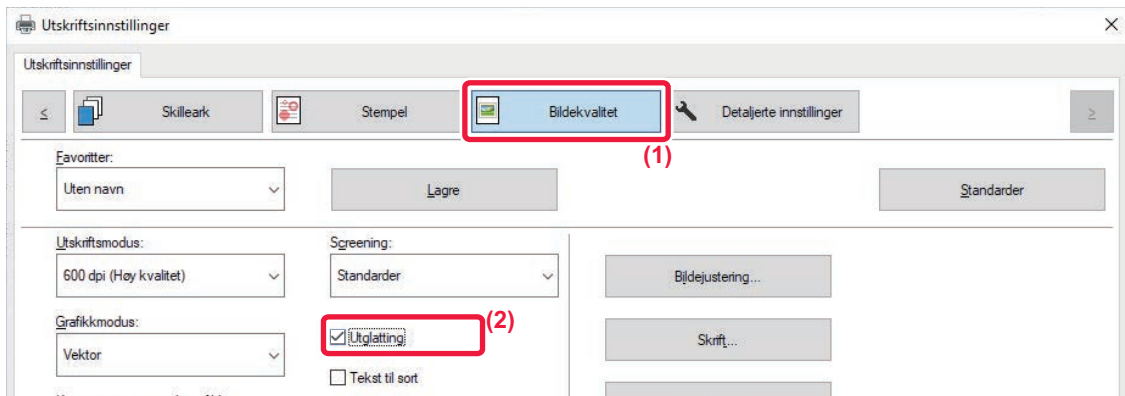 Utskriftsinnstillinger
Utskriftsinnstillinger
< Skilleark Stempel Bildekvalitet Detaljerte innstillinger >
(1)
Favoritter:
Uten navn Lagre Standarder
Utskriftsmodus: Screening:
600 dpi (Høy kvalitet) Standarder Bildejustering...
(2)
Grafikkmodus: Utglatting Skrift...
Vektor
Tekst til sort